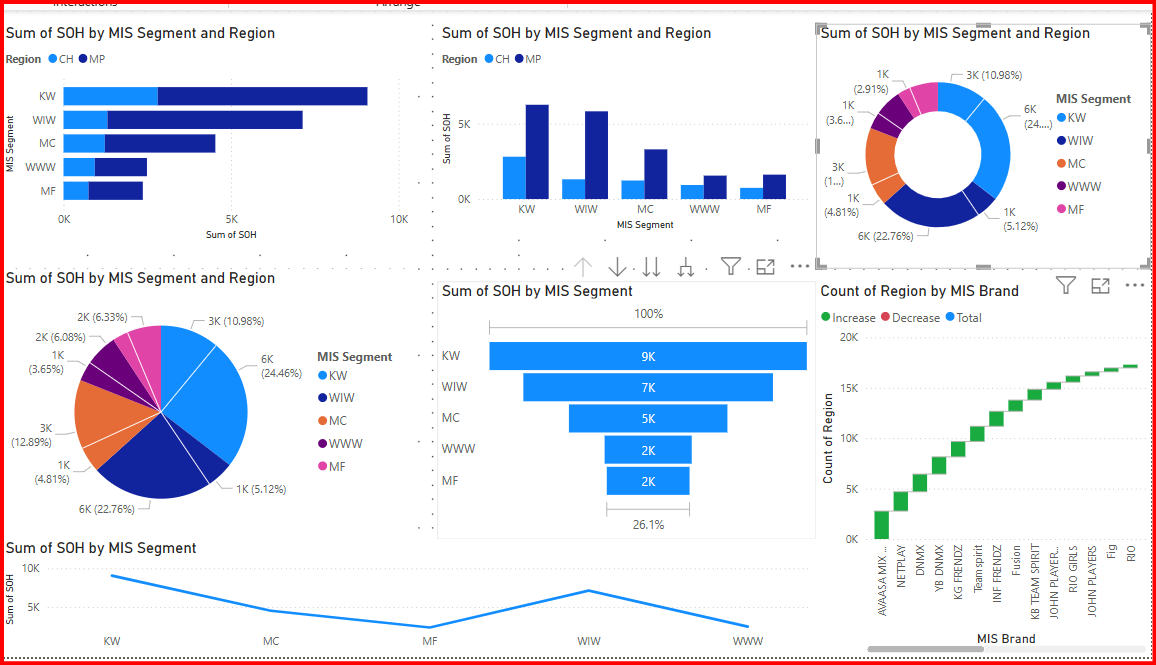 Sum of SOH by MIS Segment and Region
Region CH MP
MIS Segment
KW
WIW
MC
WWW
MF
0K 5K 10K
Sum of SOH
Sum of SOH by MIS Segment and Region
Region CH MP
Sum of SOH
5K
0K
KW WIW MC WWW MF
MIS Segment
Sum of SOH by MIS Segment and Region
3K (10.98%)
6K
(24....)
1K
(5.12%)
6K (22.76%)
1K
(4.81%)
3K
(1...)
1K
(3.6...)
1K
(2.91%)
MIS Segment
KW
WIW
MC
WWW
MF
Sum of SOH by MIS Segment and Region
3K (10.98%)
6K
(24.46%)
1K (5.12%)
6K (22.76%)
1K
(4.81%)
3K
(12.89%)
1K
(3.65%)
2K (6.08%)
2K (6.33%)
MIS Segment
KW
WIW
MC
WWW
MF
Sum of SOH by MIS Segment
100%
KW 9K
WIW 7K
MC 5K
WWW 2K
MF 2K
26.1%
Count of Region by MIS Brand
Increase Decrease Total
Count of Region
20K
15K
10K
5K
0K
AVAASA MIX ...
NETPLAY
DNMX
YB DNMX
KG FRENDZ
Team spirit
INF FRENDZ
Fusion
KB TEAM SPIRIT
JOHN PLAYER...
RIO GIRLS
JOHN PLAYERS
Fig
RIO
MIS Brand
Sum of SOH by MIS Segment
Sum of SOH
10K
5K
KW MC MF WIW WWW